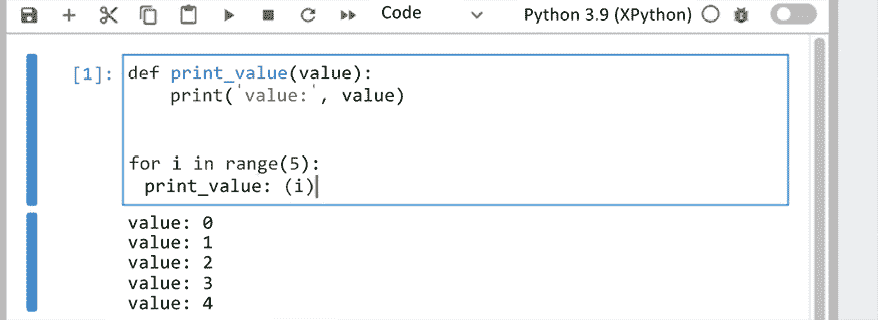 Code Python 3.9 (XPython)
[1]: def print_value(value):
print('value:', value)
for i in range(5):
print_value: (i)
value: 0
value: 1
value: 2
value: 3
value: 4